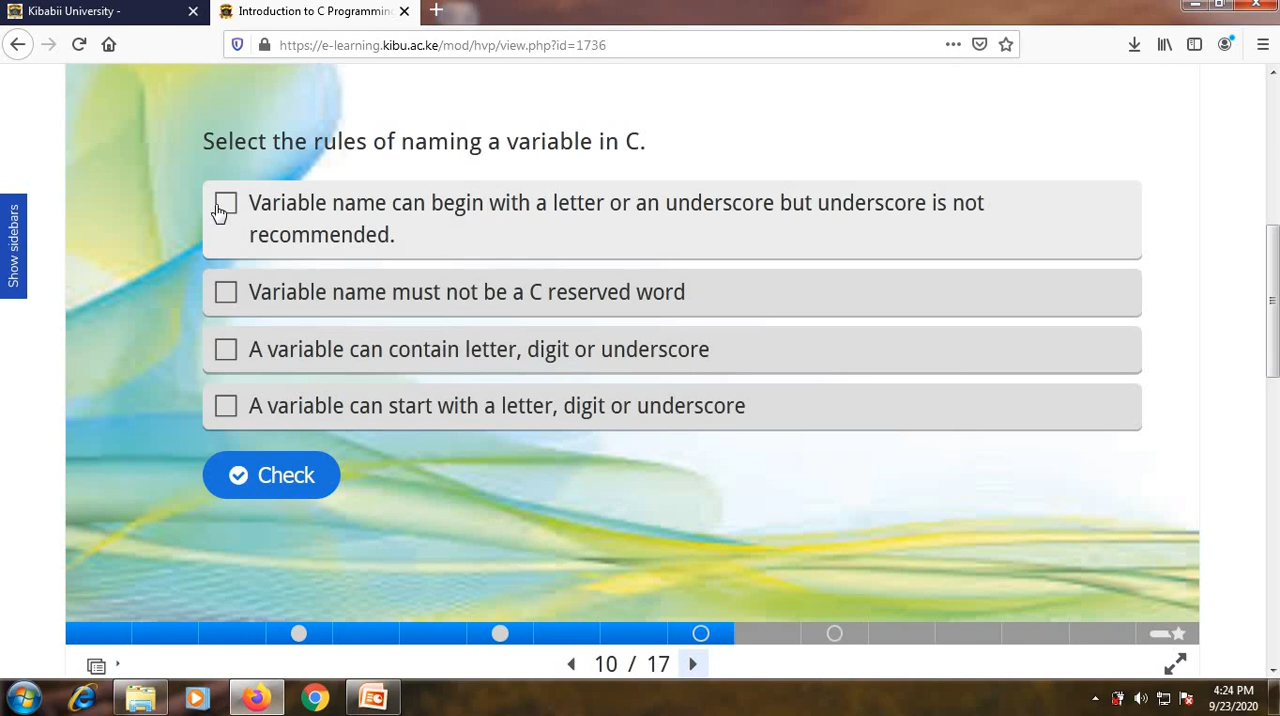 Kibabii University -
Introduction to C Programmin
https://e-learning.kibu.ac.ke/mod/hvp/view.php?id=1736
Show sidebars
Select the rules of naming a variable in C.
Variable name can begin with a letter or an underscore but underscore is not
recommended.
Variable name must not be a C reserved word
A variable can contain letter, digit or underscore
A variable can start with a letter, digit or underscore
Check
10 / 17
4:24 PM
9/23/2020